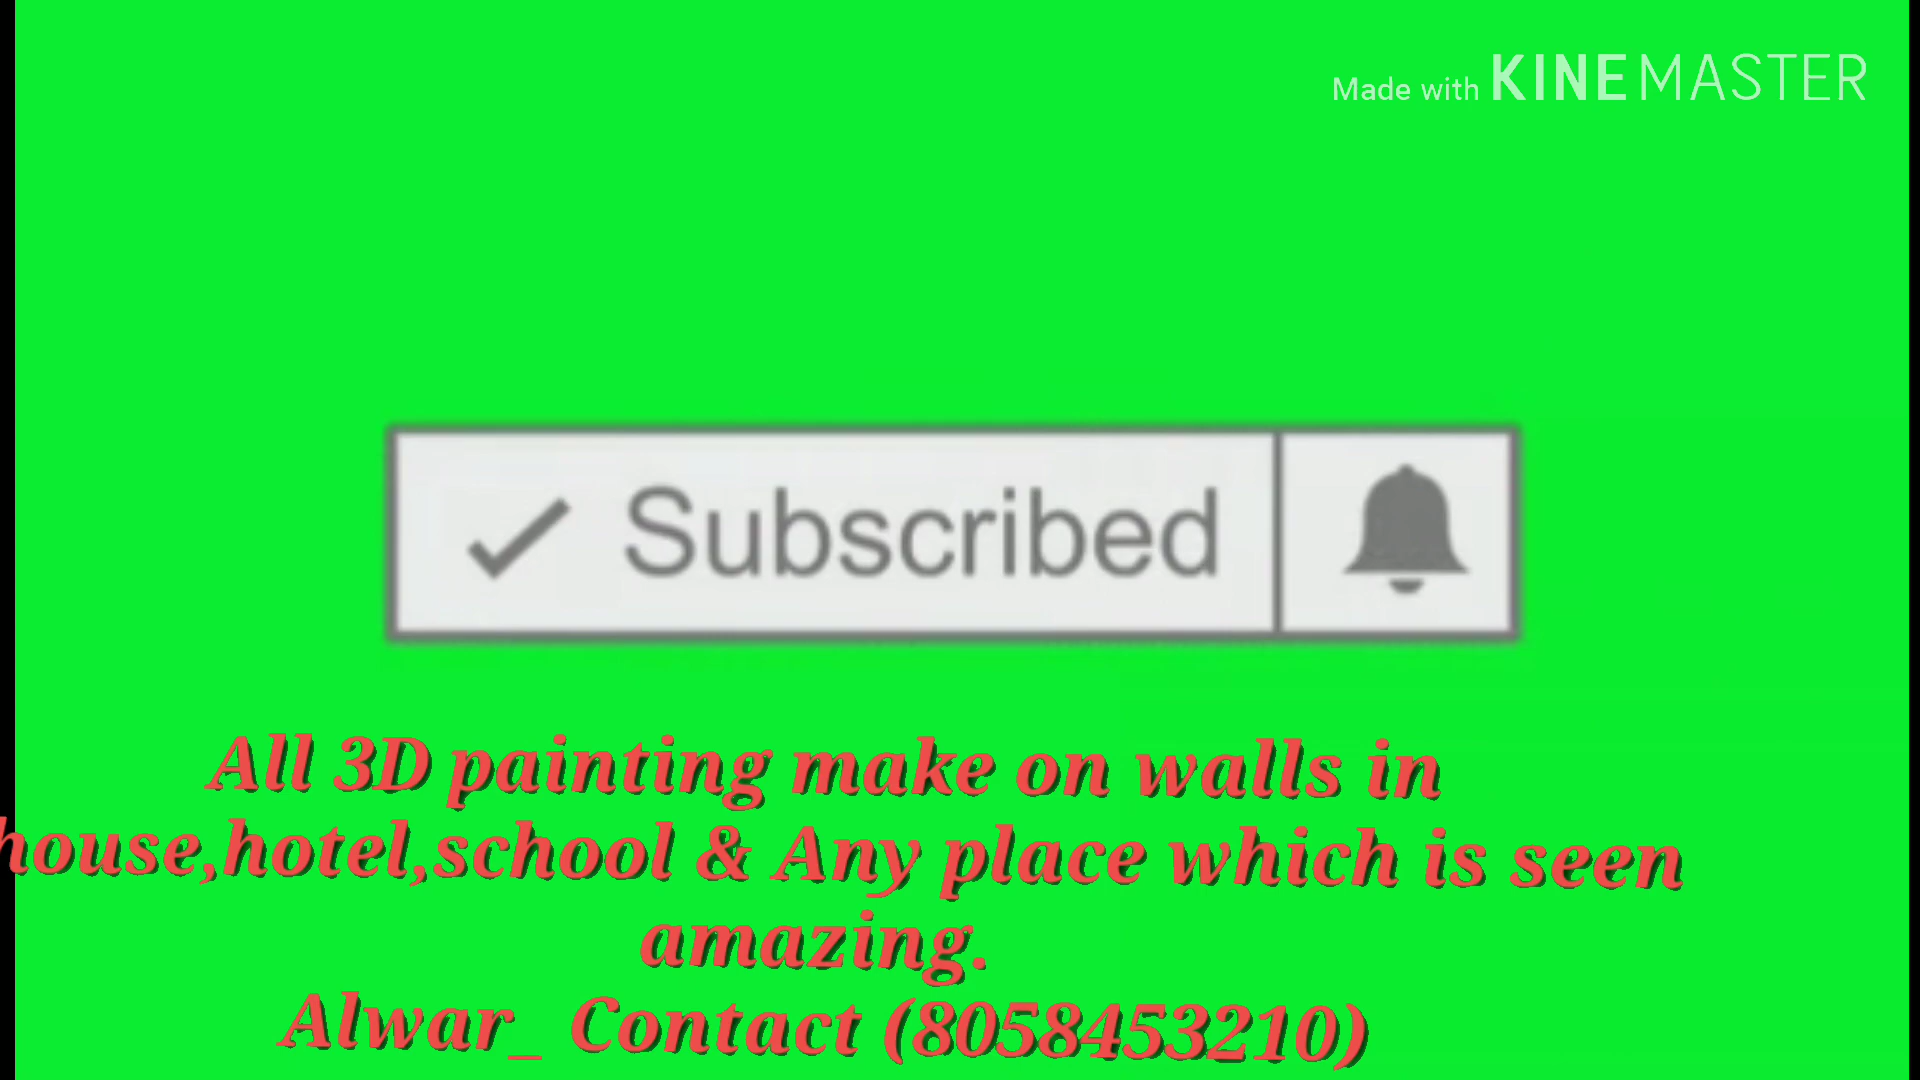 Made with KINEMASTER
Subscribed
All 3D painting make on walls in
house,hotel,school & Any place which is seen
amazing.
Alwar_ Contact (8058453210)